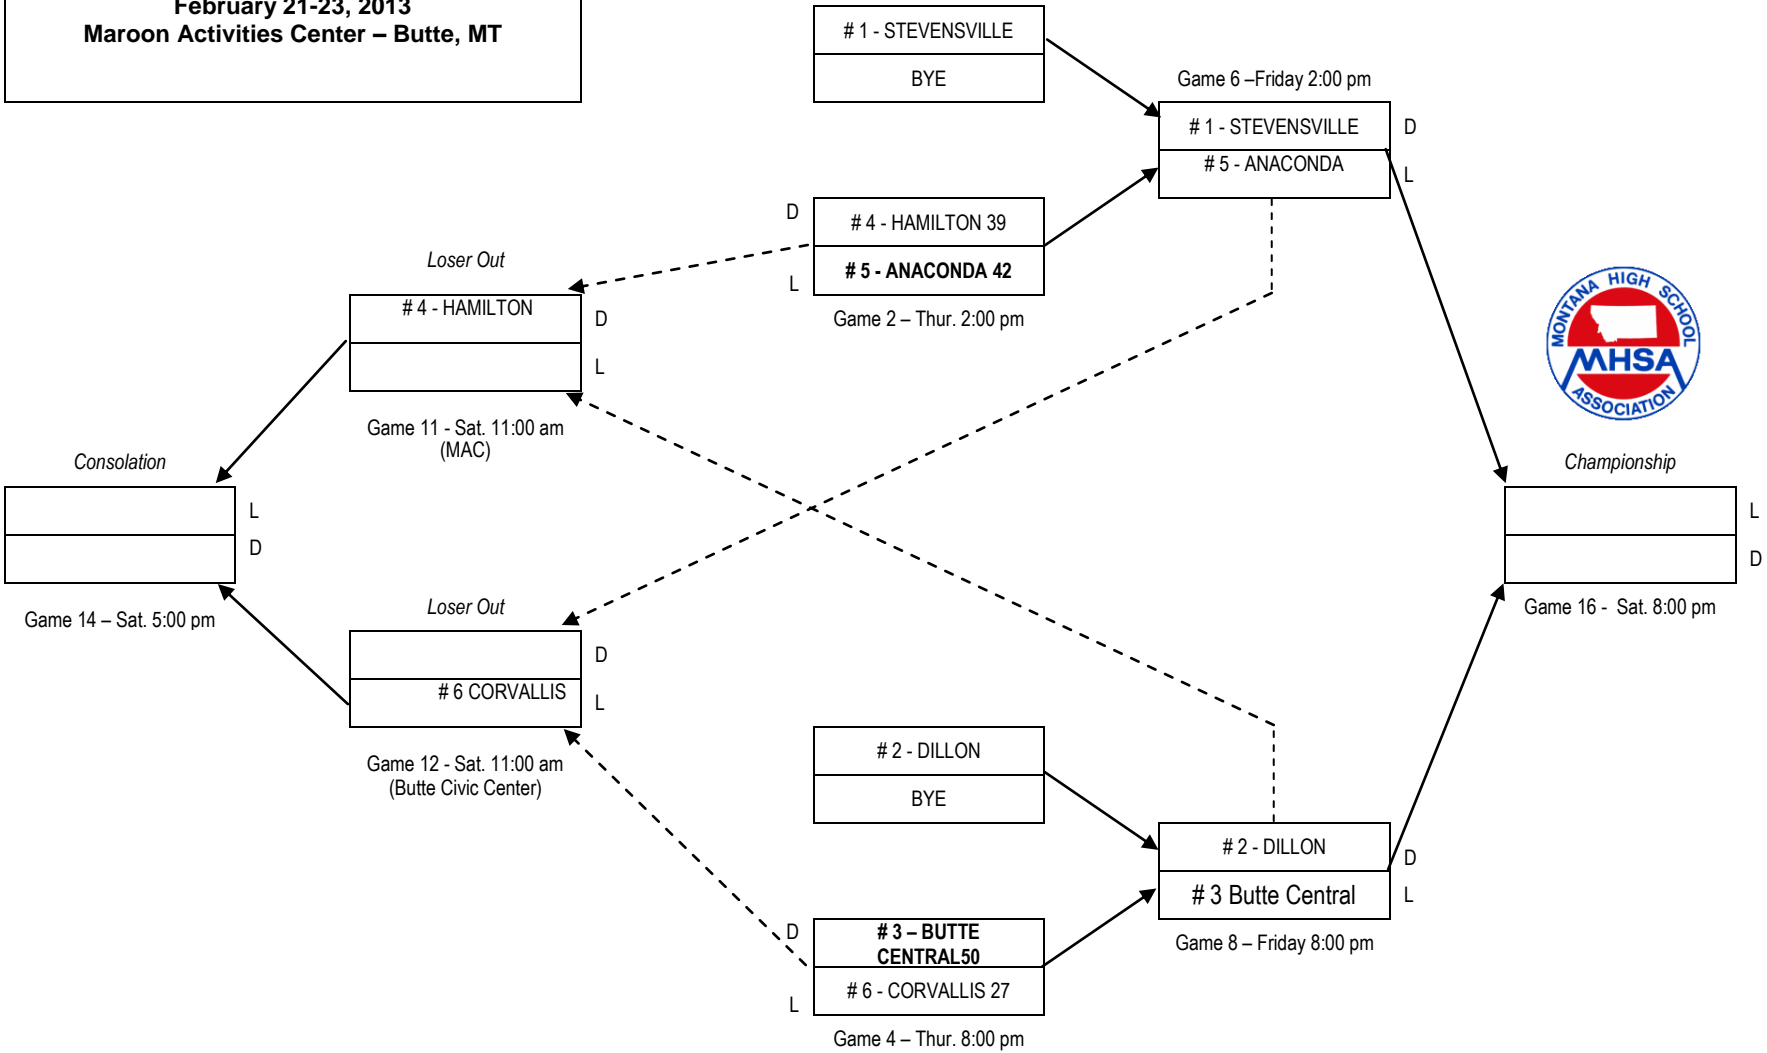 February 21-23, 2013
Maroon Activities Center – Butte, MT
# 1 - STEVENSVILLE
BYE
Game 6 –Friday 2:00 pm
# 1 - STEVENSVILLE
D
# 5 - ANACONDA
L
D
# 4 - HAMILTON 39
# 5 - ANACONDA 42
L
Game 2 – Thur. 2:00 pm
Loser Out
# 4 - HAMILTON
D
L
Game 11 - Sat. 11:00 am
(MAC)
MONTANA HIGH SCHOOL
MHSA
ASSOCIATION
Consolation
L
D
Game 14 – Sat. 5:00 pm
Championship
L
D
Game 16 - Sat. 8:00 pm
Loser Out
D
# 6 CORVALLIS
L
Game 12 - Sat. 11:00 am
(Butte Civic Center)
# 2 - DILLON
BYE
# 2 - DILLON
D
# 3 Butte Central
L
Game 8 – Friday 8:00 pm
D
# 3 – BUTTE
CENTRAL50
# 6 - CORVALLIS 27
L
Game 4 – Thur. 8:00 pm